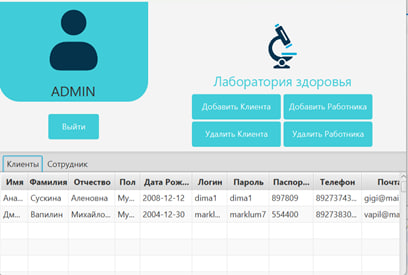 ADMIN
Выйти
Лаборатория здоровья
Добавить Клиента Добавить Работника
Удалить Клиента Удалить Работника
Клиенты Сотрудник
Имя Фамилия Отчество Пол Дата Рож... Логин Пароль Паспор... Телефон Почта
Ана... Сускина Аленовна Му... 2008-12-12 dima1 dima1 897809 89273743... gigi@mai
Дм... Вапилин Михайло... Му... 2004-12-30 markl... marklum7 554400 89273830... vapil@m